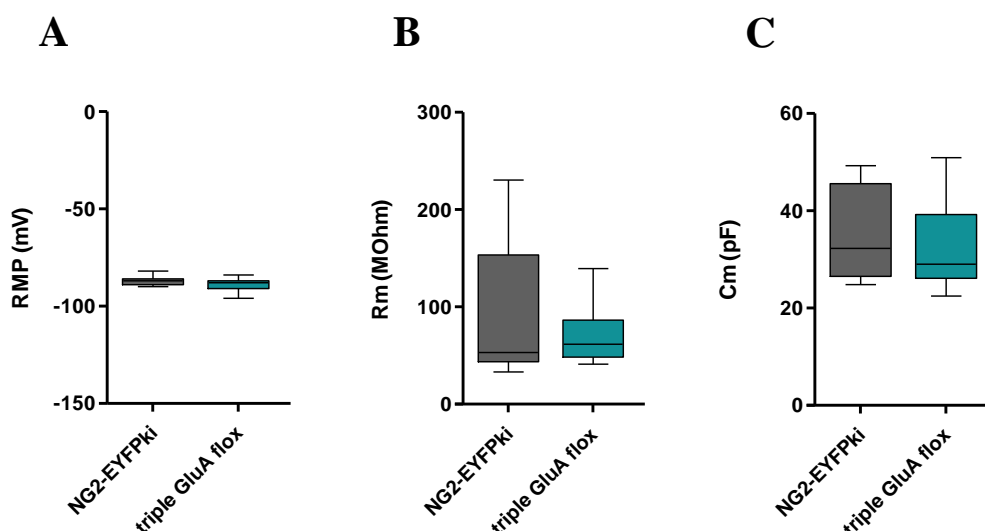 A
B
C
RMP (mV)
0
-50
-100
-150
NG2-EYFPki
triple GluA flox
Rm (MOhm)
300
200
100
0
NG2-EYFPki
triple GluA flox
Cm (pF)
60
40
20
0
NG2-EYFPki
triple GluA flox